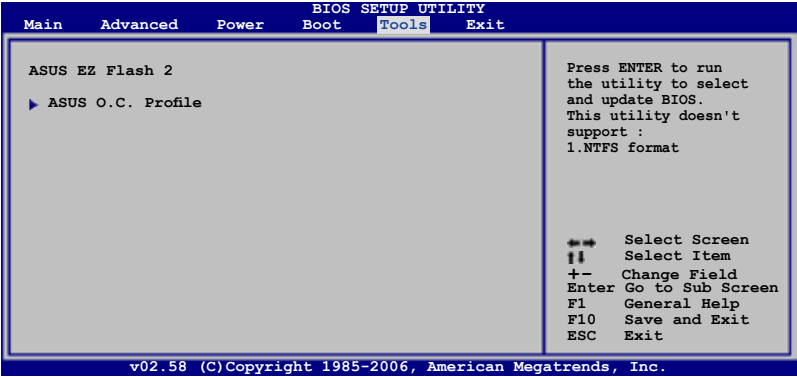 BIOS SETUP UTILITY
Main Advanced Power Boot Tools Exit
ASUS EZ Flash 2
ASUS O.C. Profile
Press ENTER to run
the utility to select
and update BIOS.
This utility doesn't
support :
1.NTFS format
Select Screen
Select Item
+- Change Field
Enter Go to Sub Screen
F1 General Help
F10 Save and Exit
ESC Exit
v02.58 (C)Copyright 1985-2006, American Megatrends, Inc.